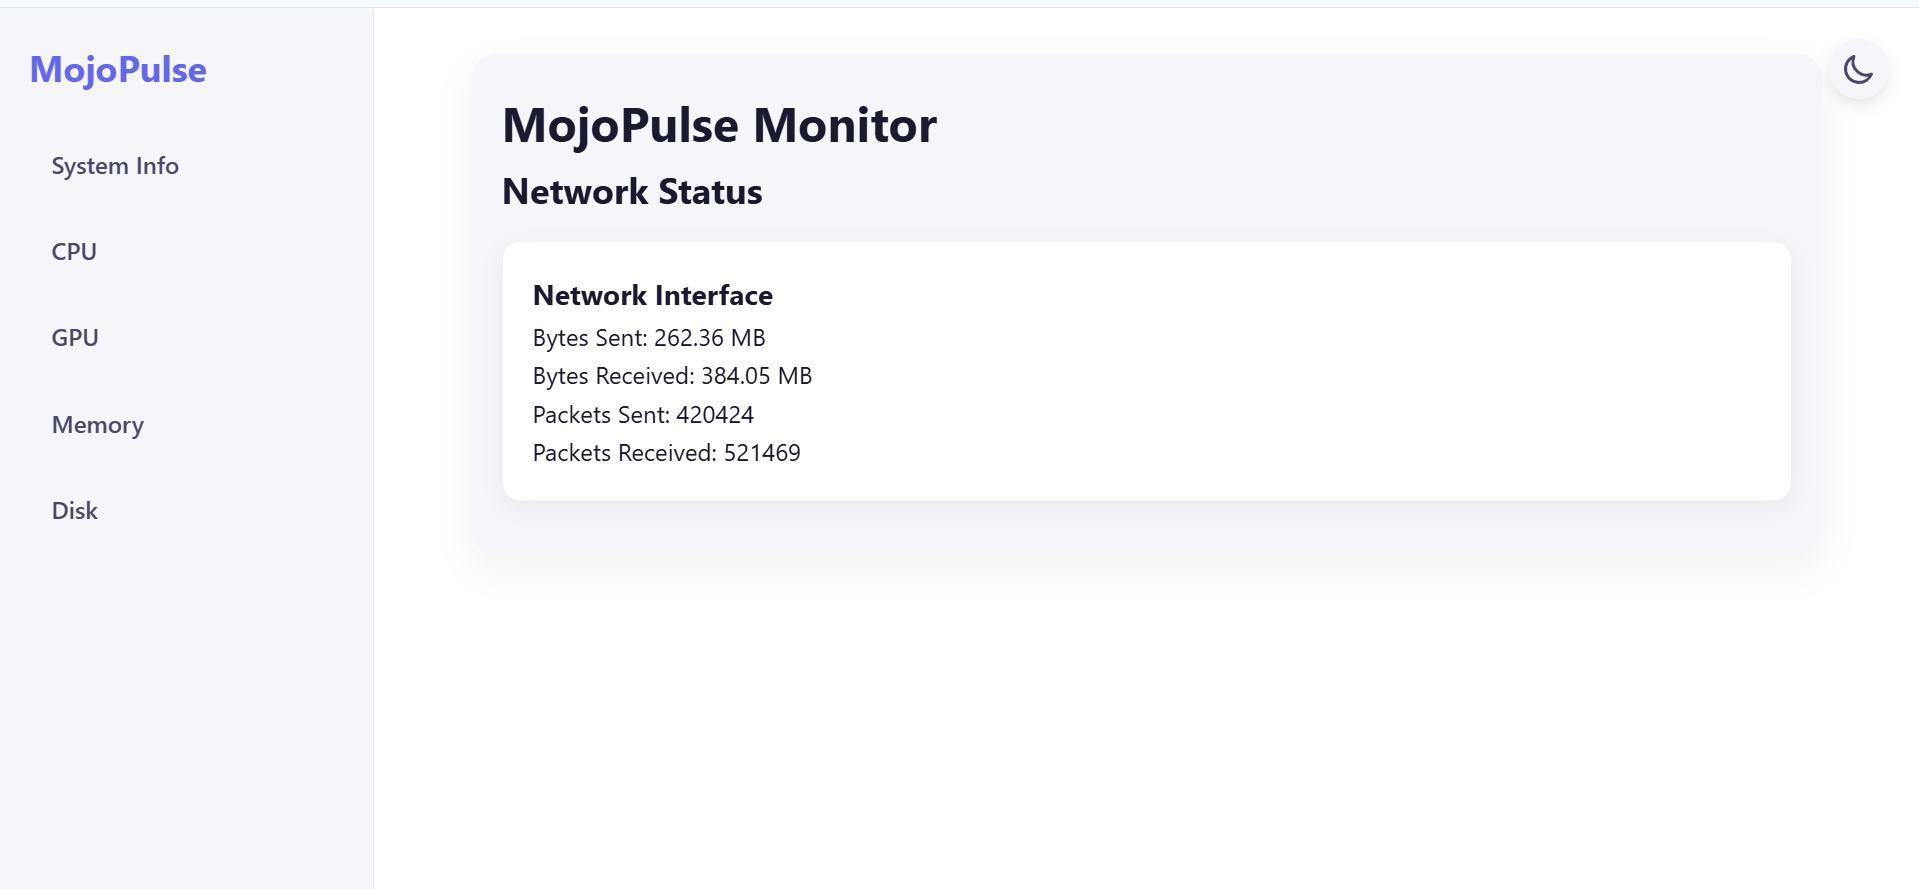 MojoPulse
System Info
CPU
GPU
Memory
Disk
MojoPulse Monitor
Network Status
Network Interface
Bytes Sent: 262.36 MB
Bytes Received: 384.05 MB
Packets Sent: 420424
Packets Received: 521469